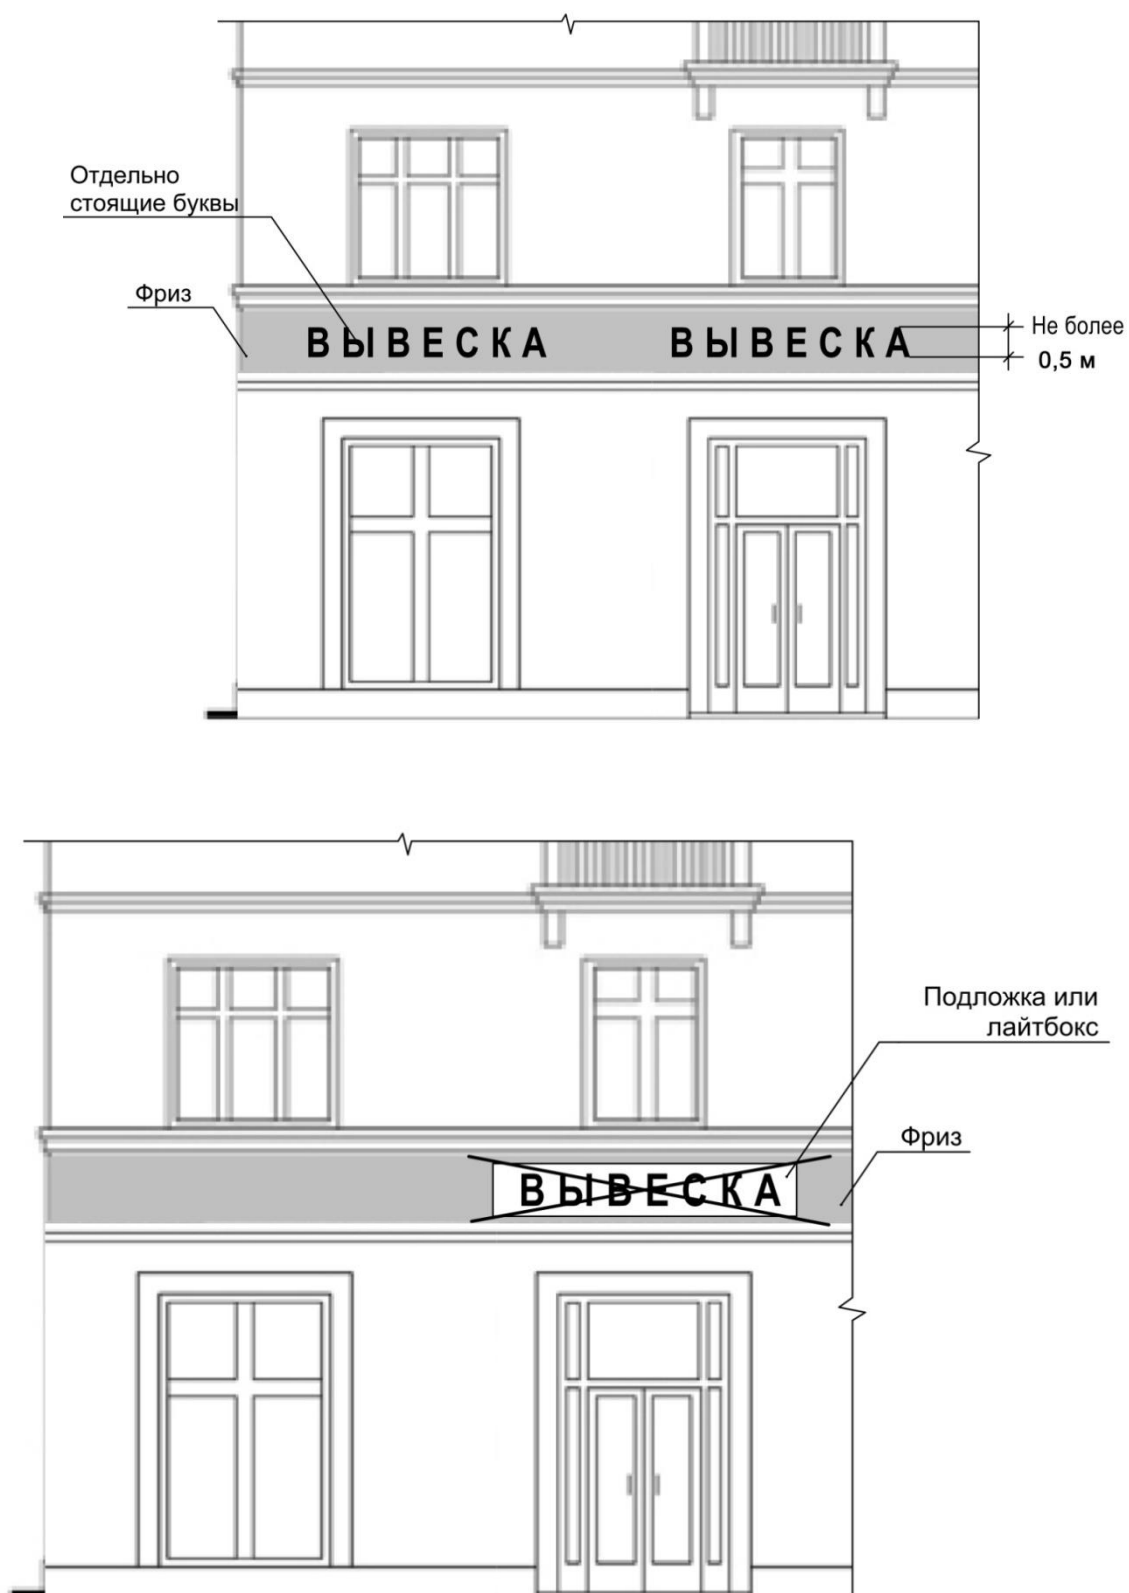 Отдельно
стоящие буквы
Фриз
ВЫВЕСКА ВЫВЕСКА
Не более
0,5 м
Подложка или
лайтбокс
Фриз
ВЫВЕСКА